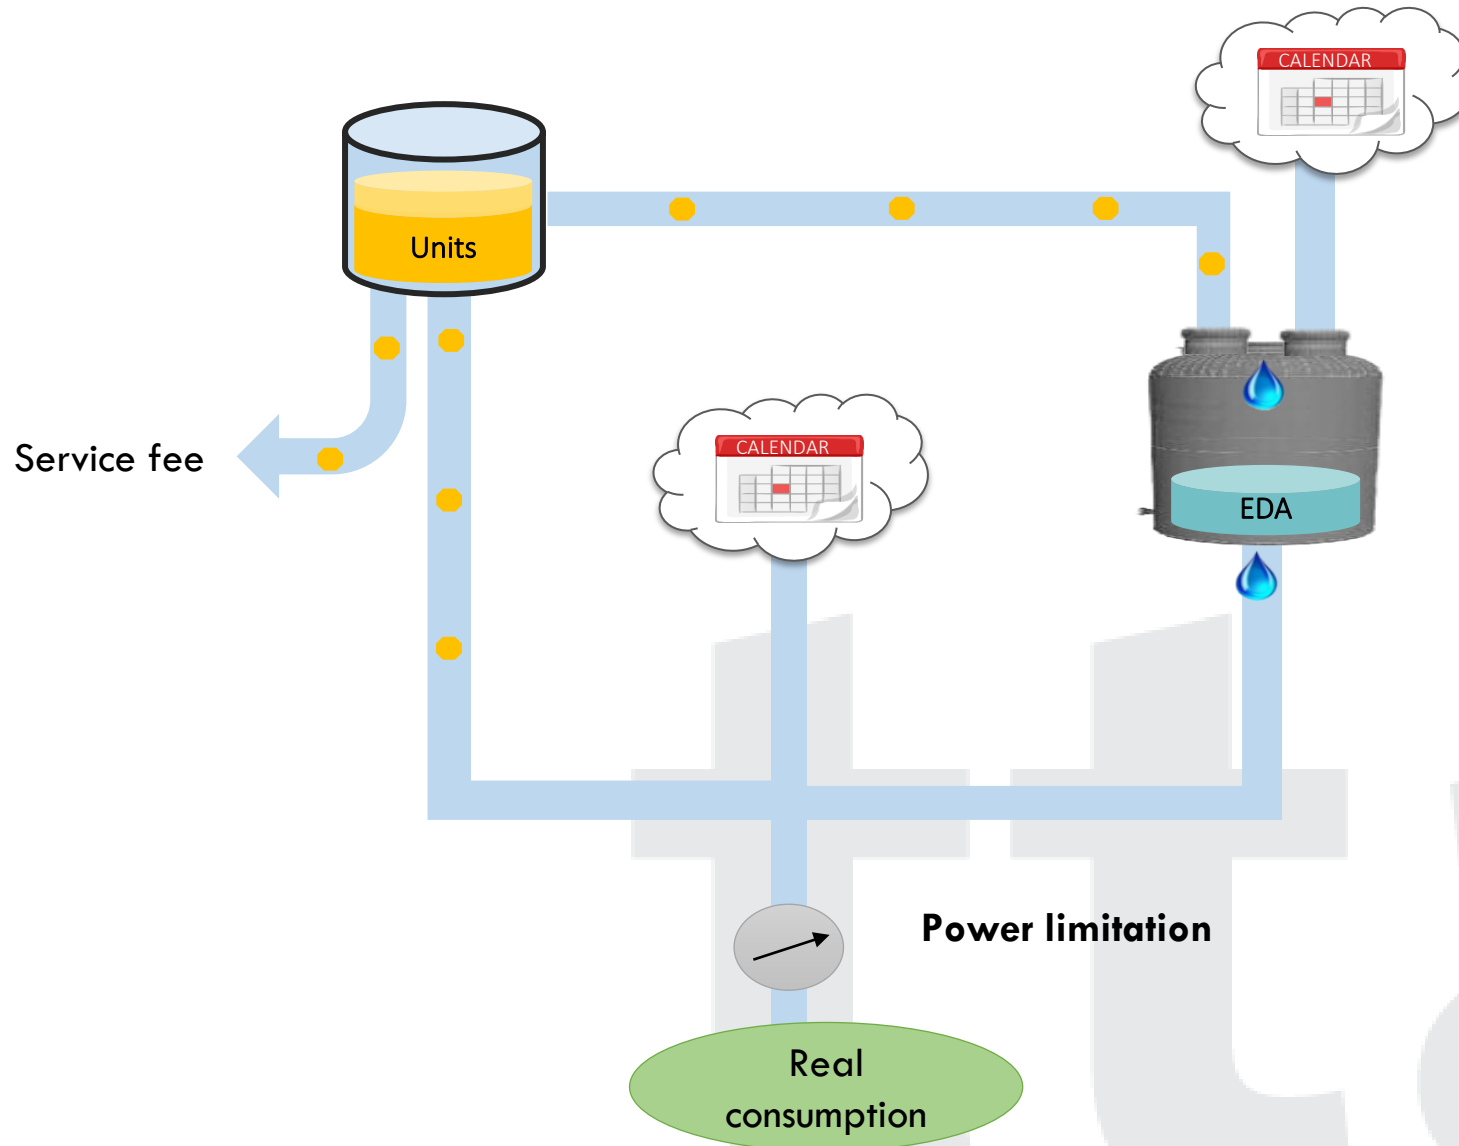 CALENDAR
Units
Service fee
CALENDAR
EDA
Power limitation
Real
consumption